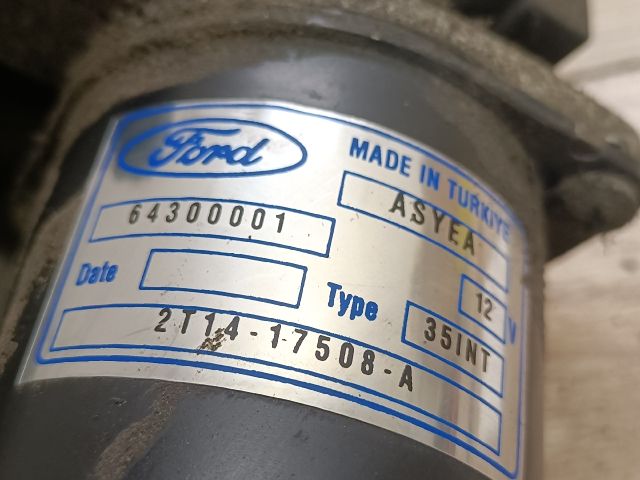 Ford
MADE IN TURKIYE
64300001
ASYEA
Date
Type
35INT
12 V
2T14-17508-A